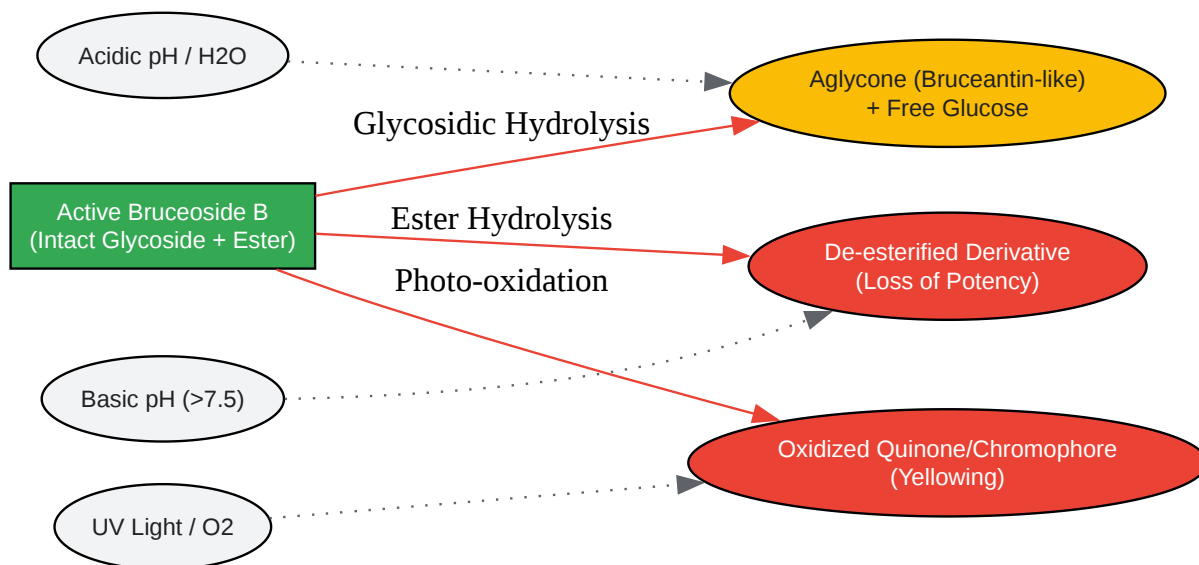 Acidic pH / H2O
Aglycone (Bruceantin-like)
+ Free Glucose
Glycosidic Hydrolysis
Active Bruceoside B
(Intact Glycoside + Ester)
Ester Hydrolysis
De-esterified Derivative
(Loss of Potency)
Photo-oxidation
Basic pH (>7.5)
Oxidized Quinone/Chromophore
(Yellowing)
UV Light / O2